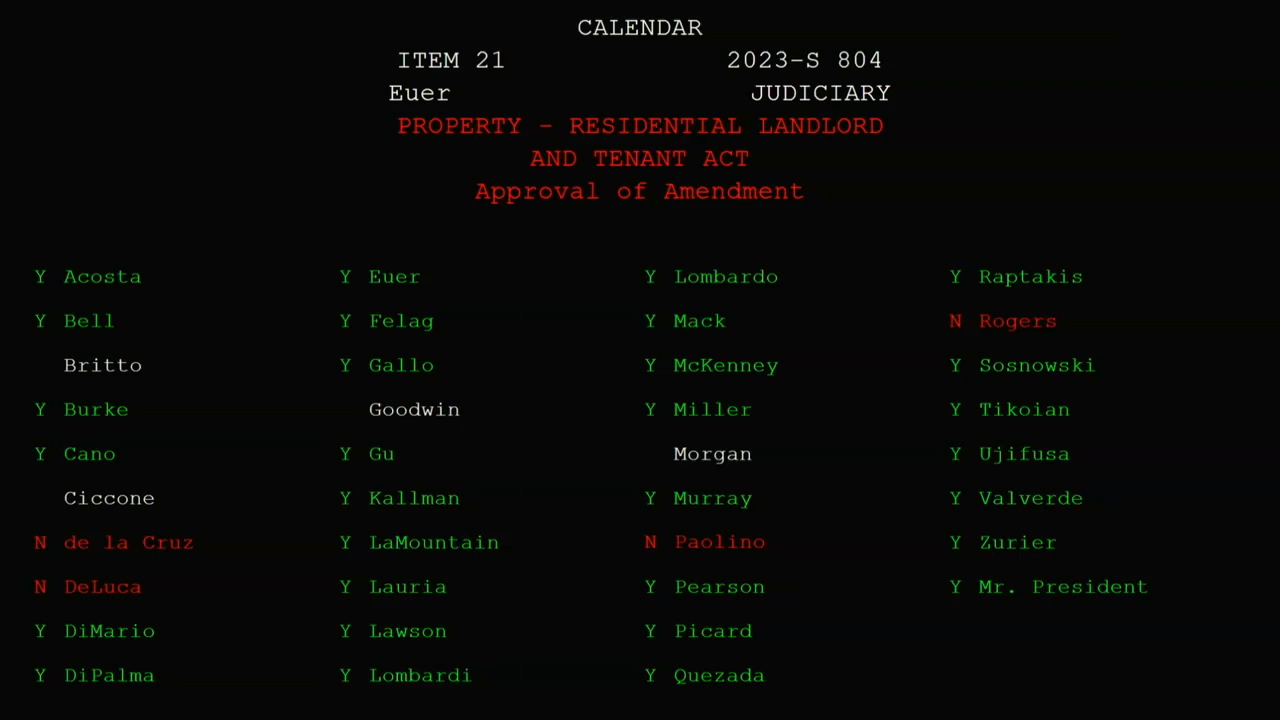 CALENDAR
ITEM 21 2023-S 804
Euer JUDICIARY
PROPERTY - RESIDENTIAL LANDLORD
AND TENANT ACT
Approval of Amendment
Y Acosta Y Euer Y Lombardo Y Raptakis
Y Bell Y Felag Y Mack N Rogers
Britto Y Gallo Y McKenney Y Sosnowski
Y Burke Goodwin Y Miller Y Tikoian
Y Cano Y Gu Morgan Y Ujifusa
Ciccone Y Kallman Y Murray Y Valverde
N de la Cruz Y LaMountain N Paolino Y Zurier
N DeLuca Y Lauria Y Pearson Y Mr. President
Y DiMario Y Lawson Y Picard
Y DiPalma Y Lombardi Y Quezada